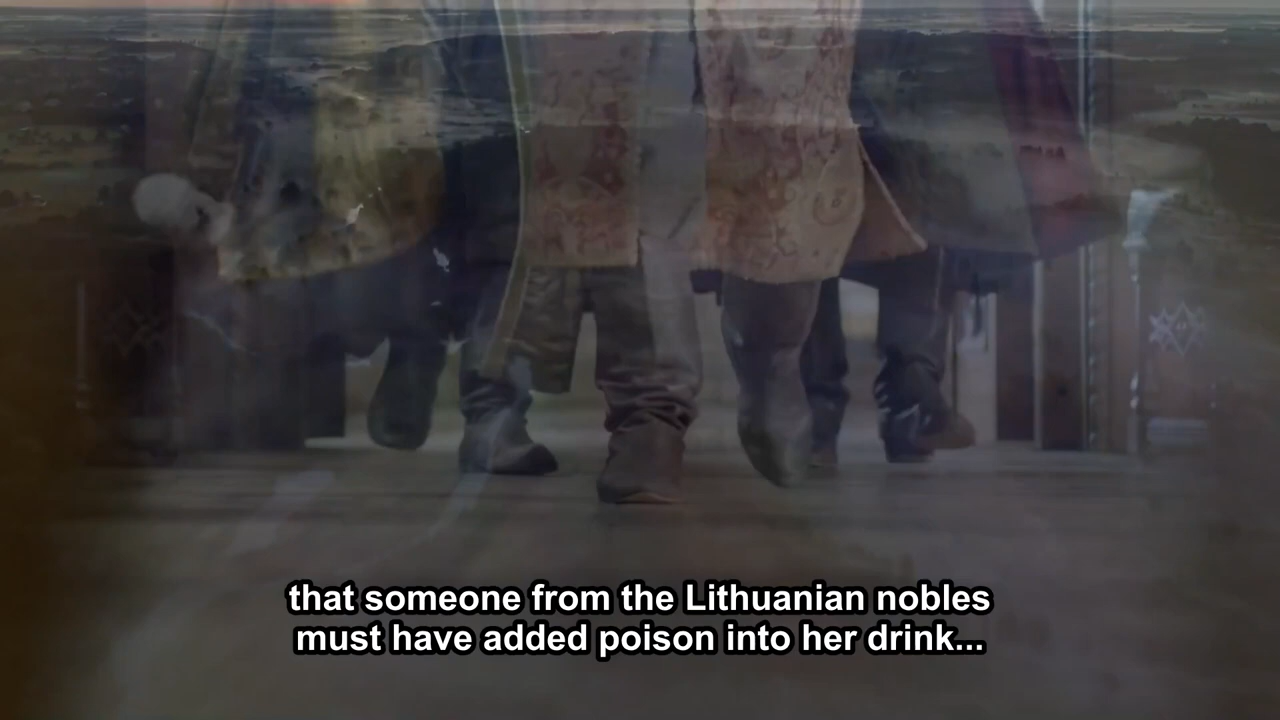 that someone from the Lithuanian nobles
must have added poison into her drink...